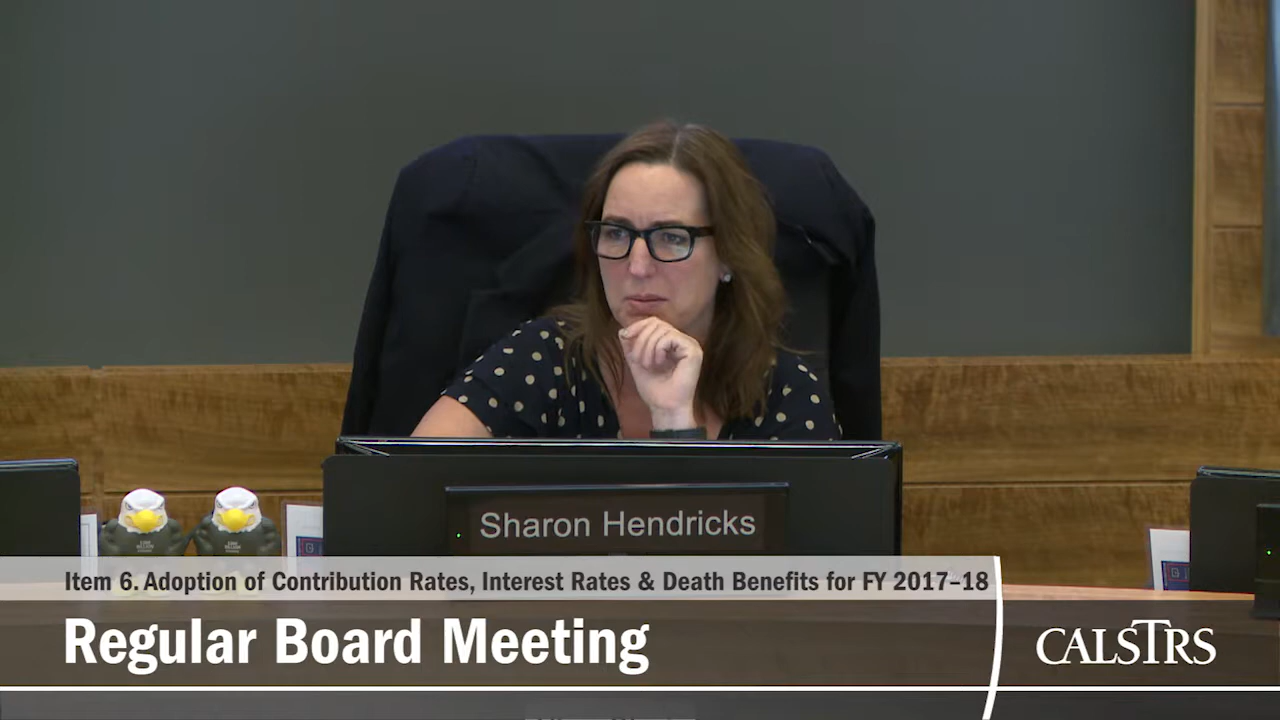 Sharon Hendricks
Item 6. Adoption of Contribution Rates, Interest Rates & Death Benefits for FY 2017–18
Regular Board Meeting
CALSTRS